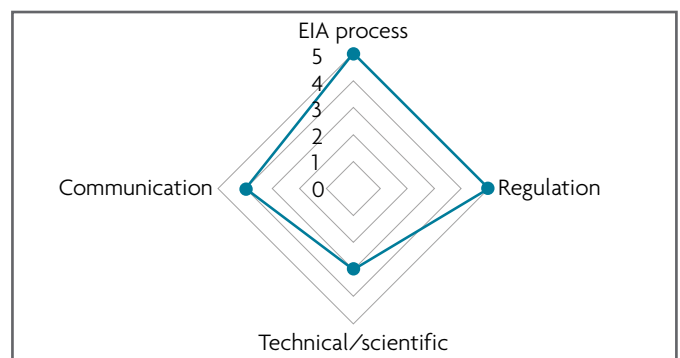 EIA process
5
4
3
2
1
0
Communication
Regulation
Technical/scientific